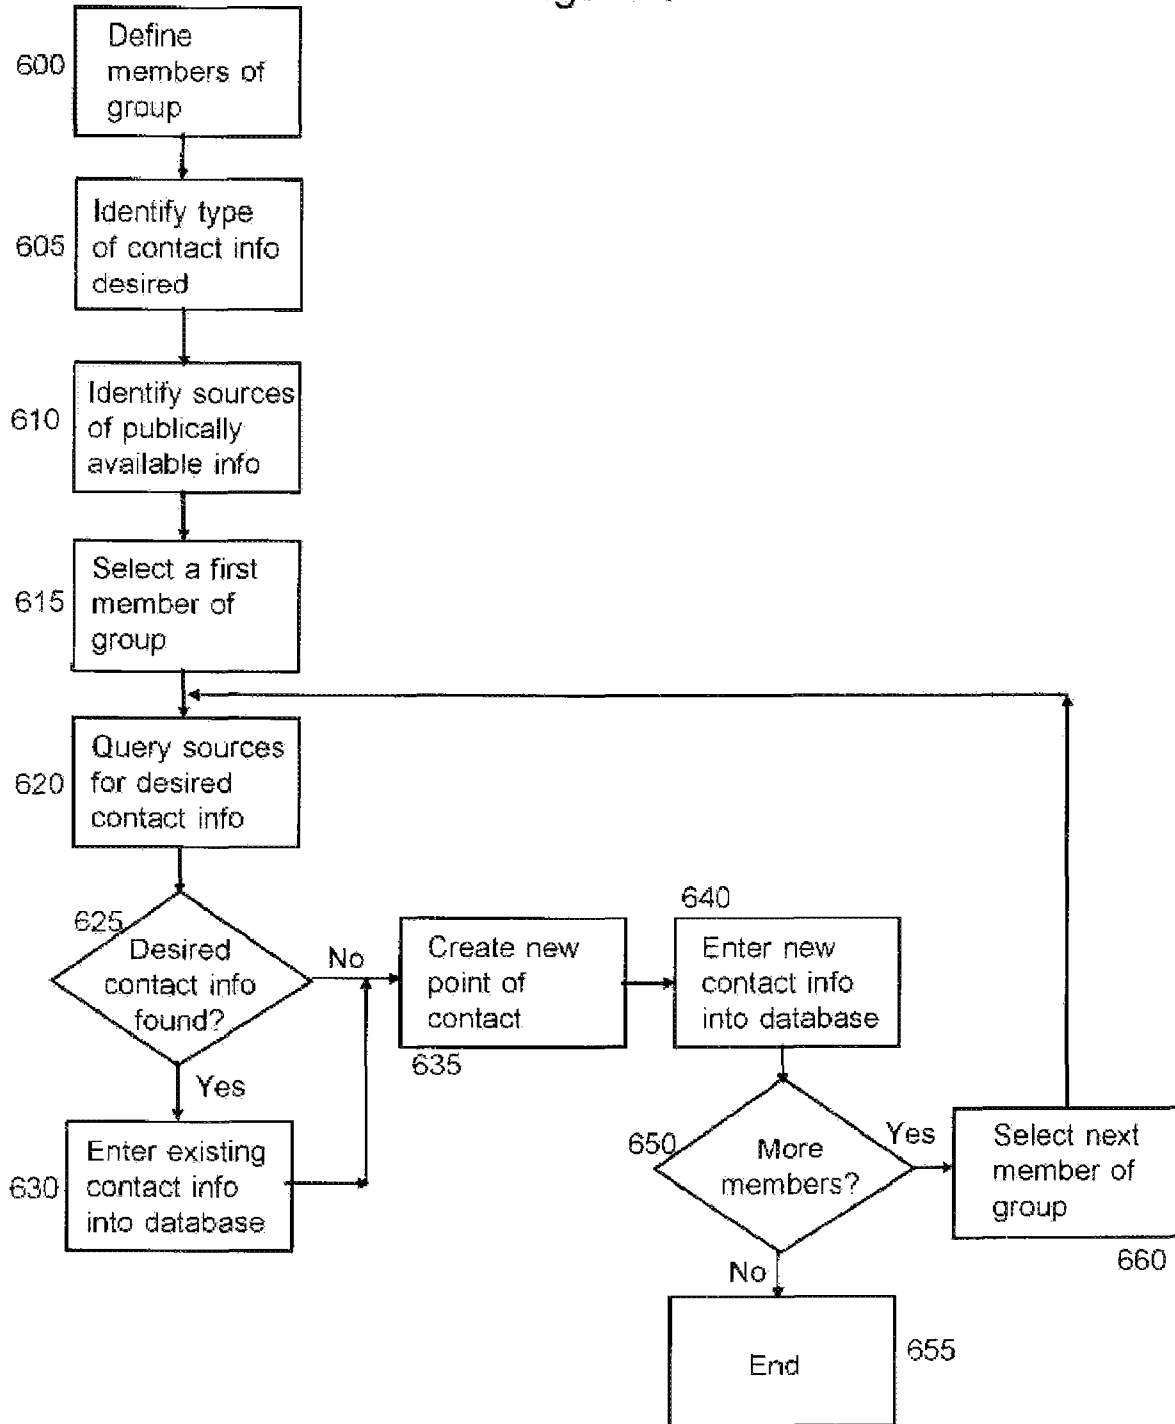 600
Define
members of
group
605
Identify type
of contact info
desired
610
Identify sources
of publically
available info
615
Select a first
member of
group
620
Query sources
for desired
contact info
625
Desired
contact info
found?
No
Yes
630
Enter existing
contact info
into database
Create new
point of
contact
635
640
Enter new
contact info
into database
650
More
members?
Yes
No
Select next
member of
group
660
End
655